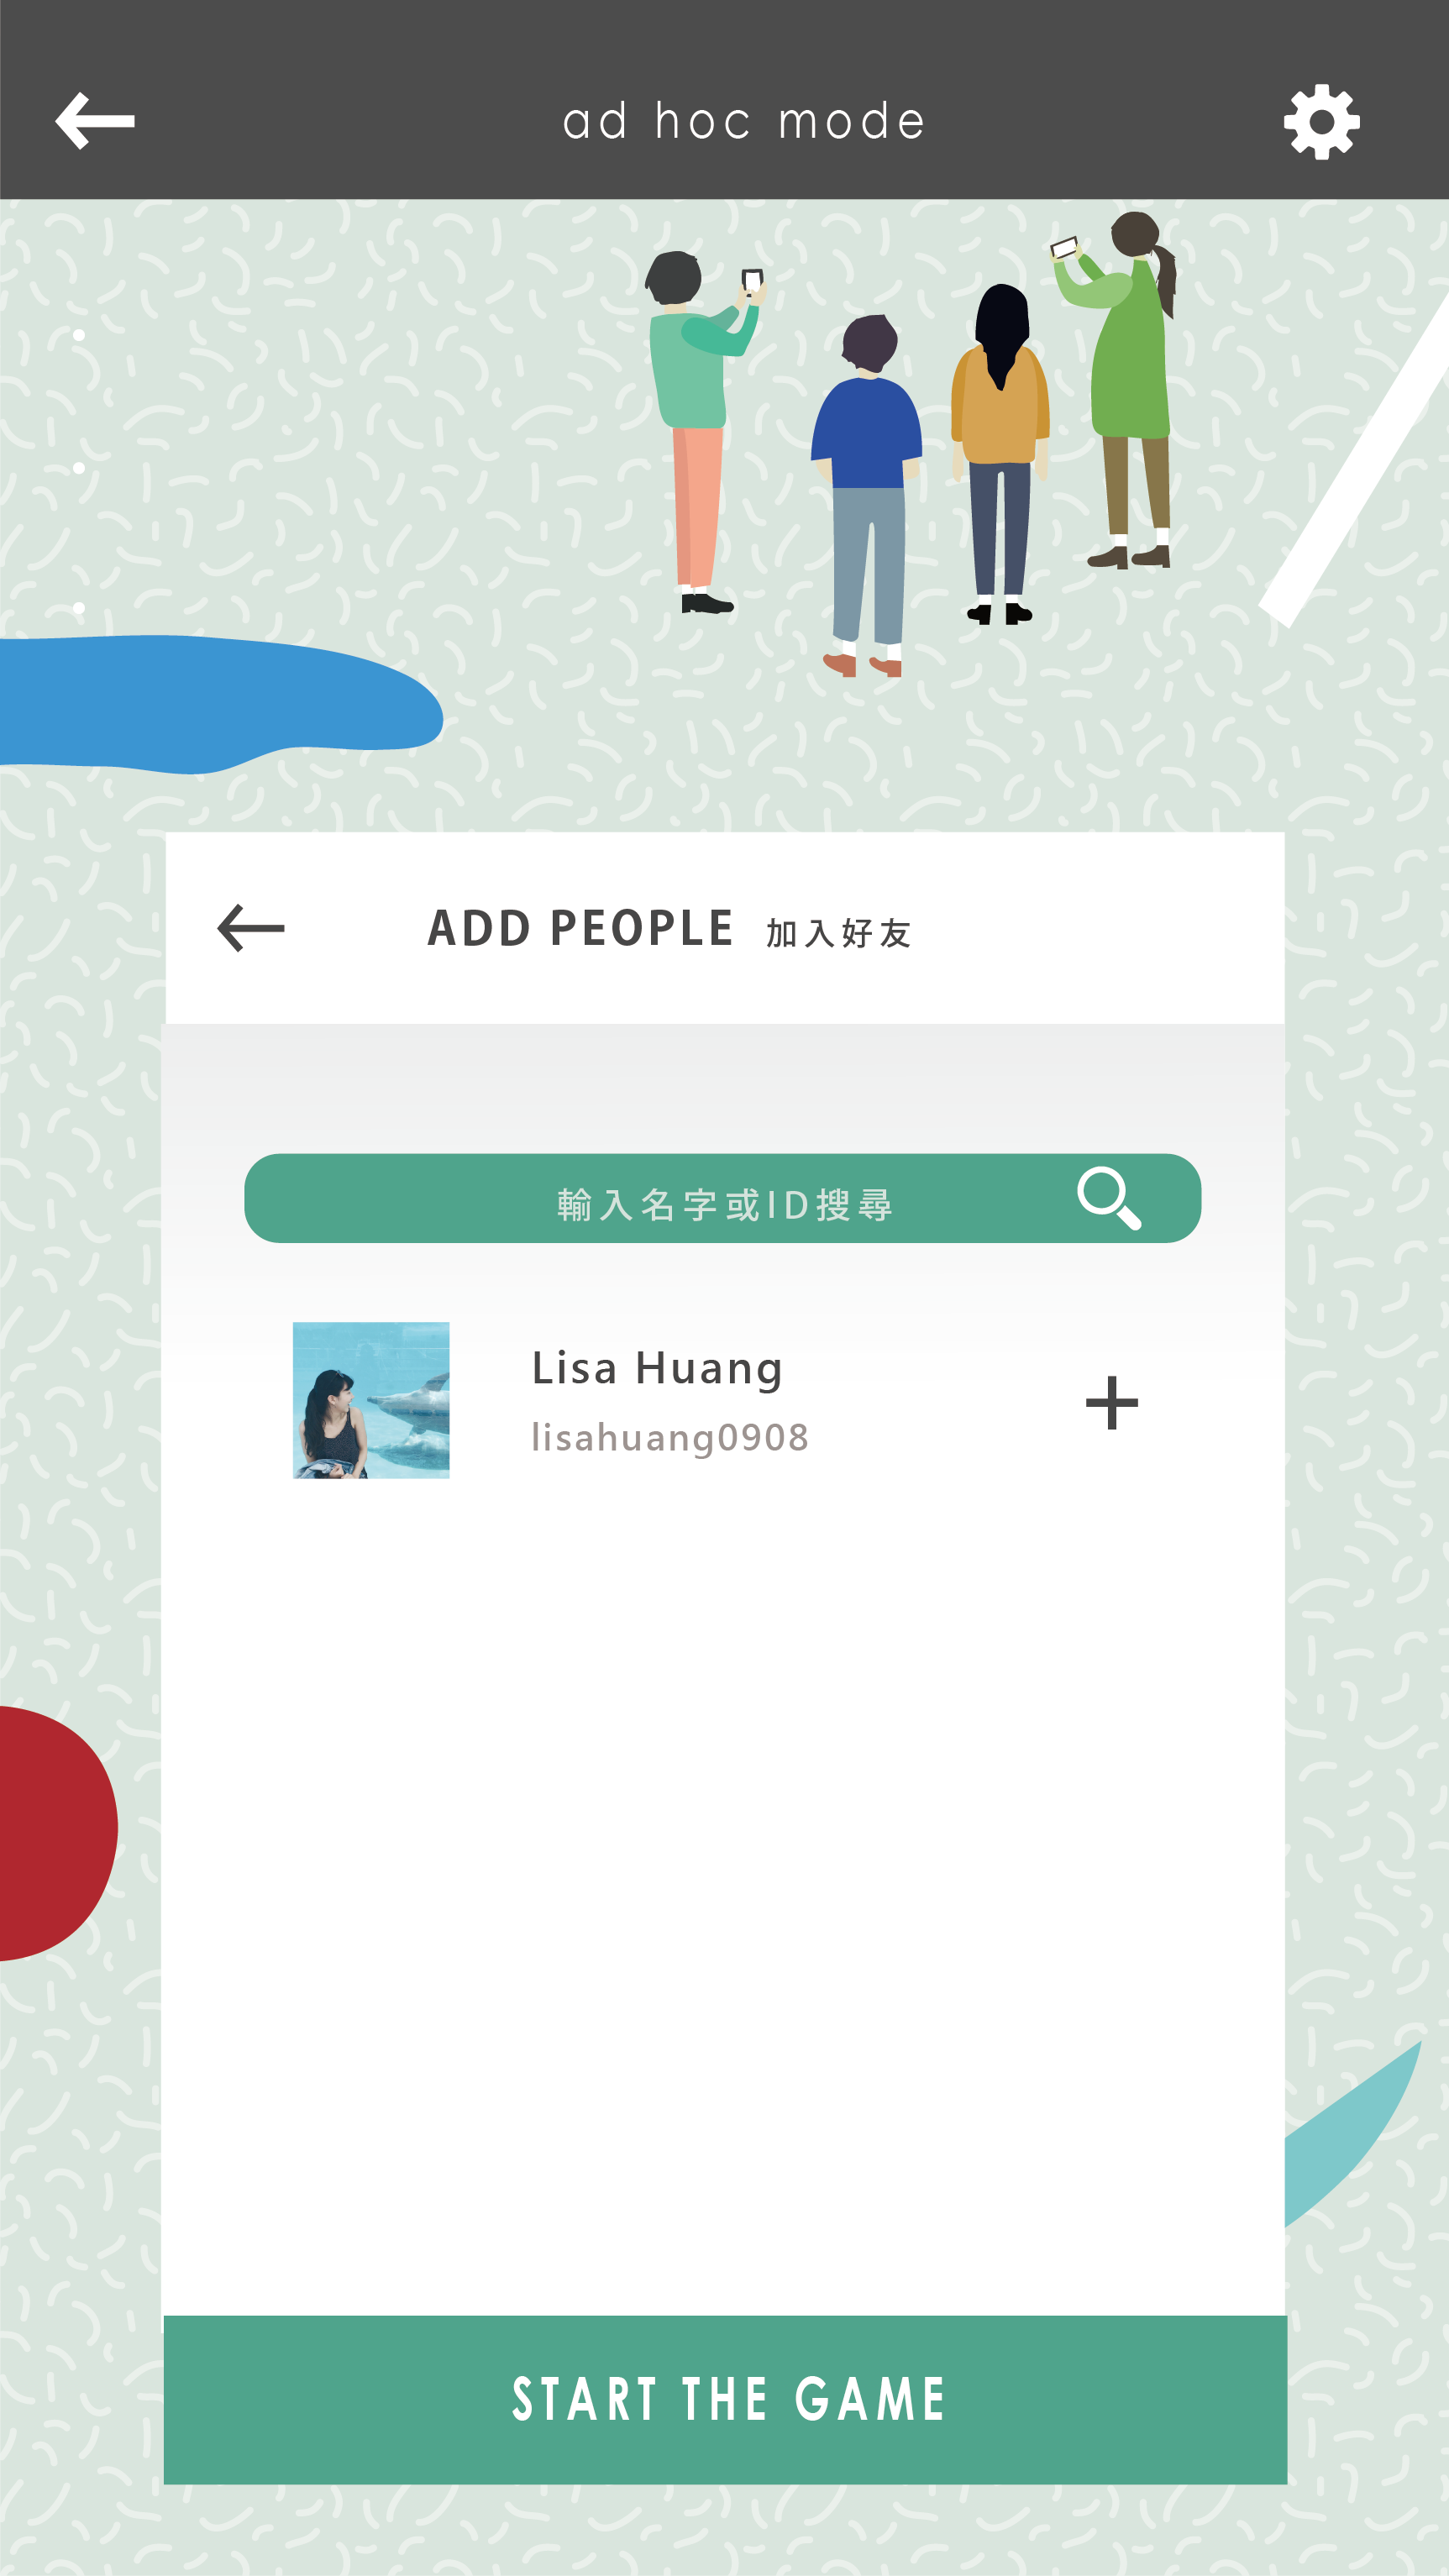 ad hoc mode
ADD PEOPLE 加入好友
輸入名字或ID搜尋
Lisa Huang
lisahuang0908
START THE GAME